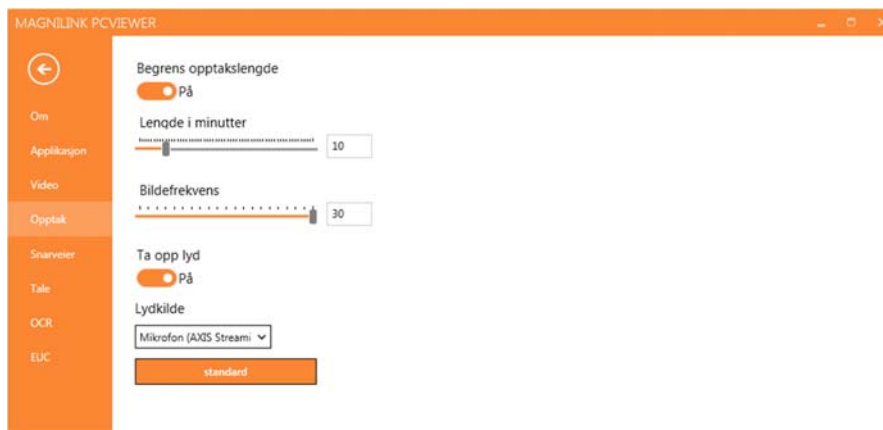 MAGNILINK PCVIEWER
Om
Applikasjon
Video
Opptak
Snarveier
Tale
OCR
EUC
Begrens opptakslengde
På
Lengde i minutter
10
Bildefrekvens
30
Ta opp lyd
På
Lydkilde
Mikrofon (AXIS Streami
standard